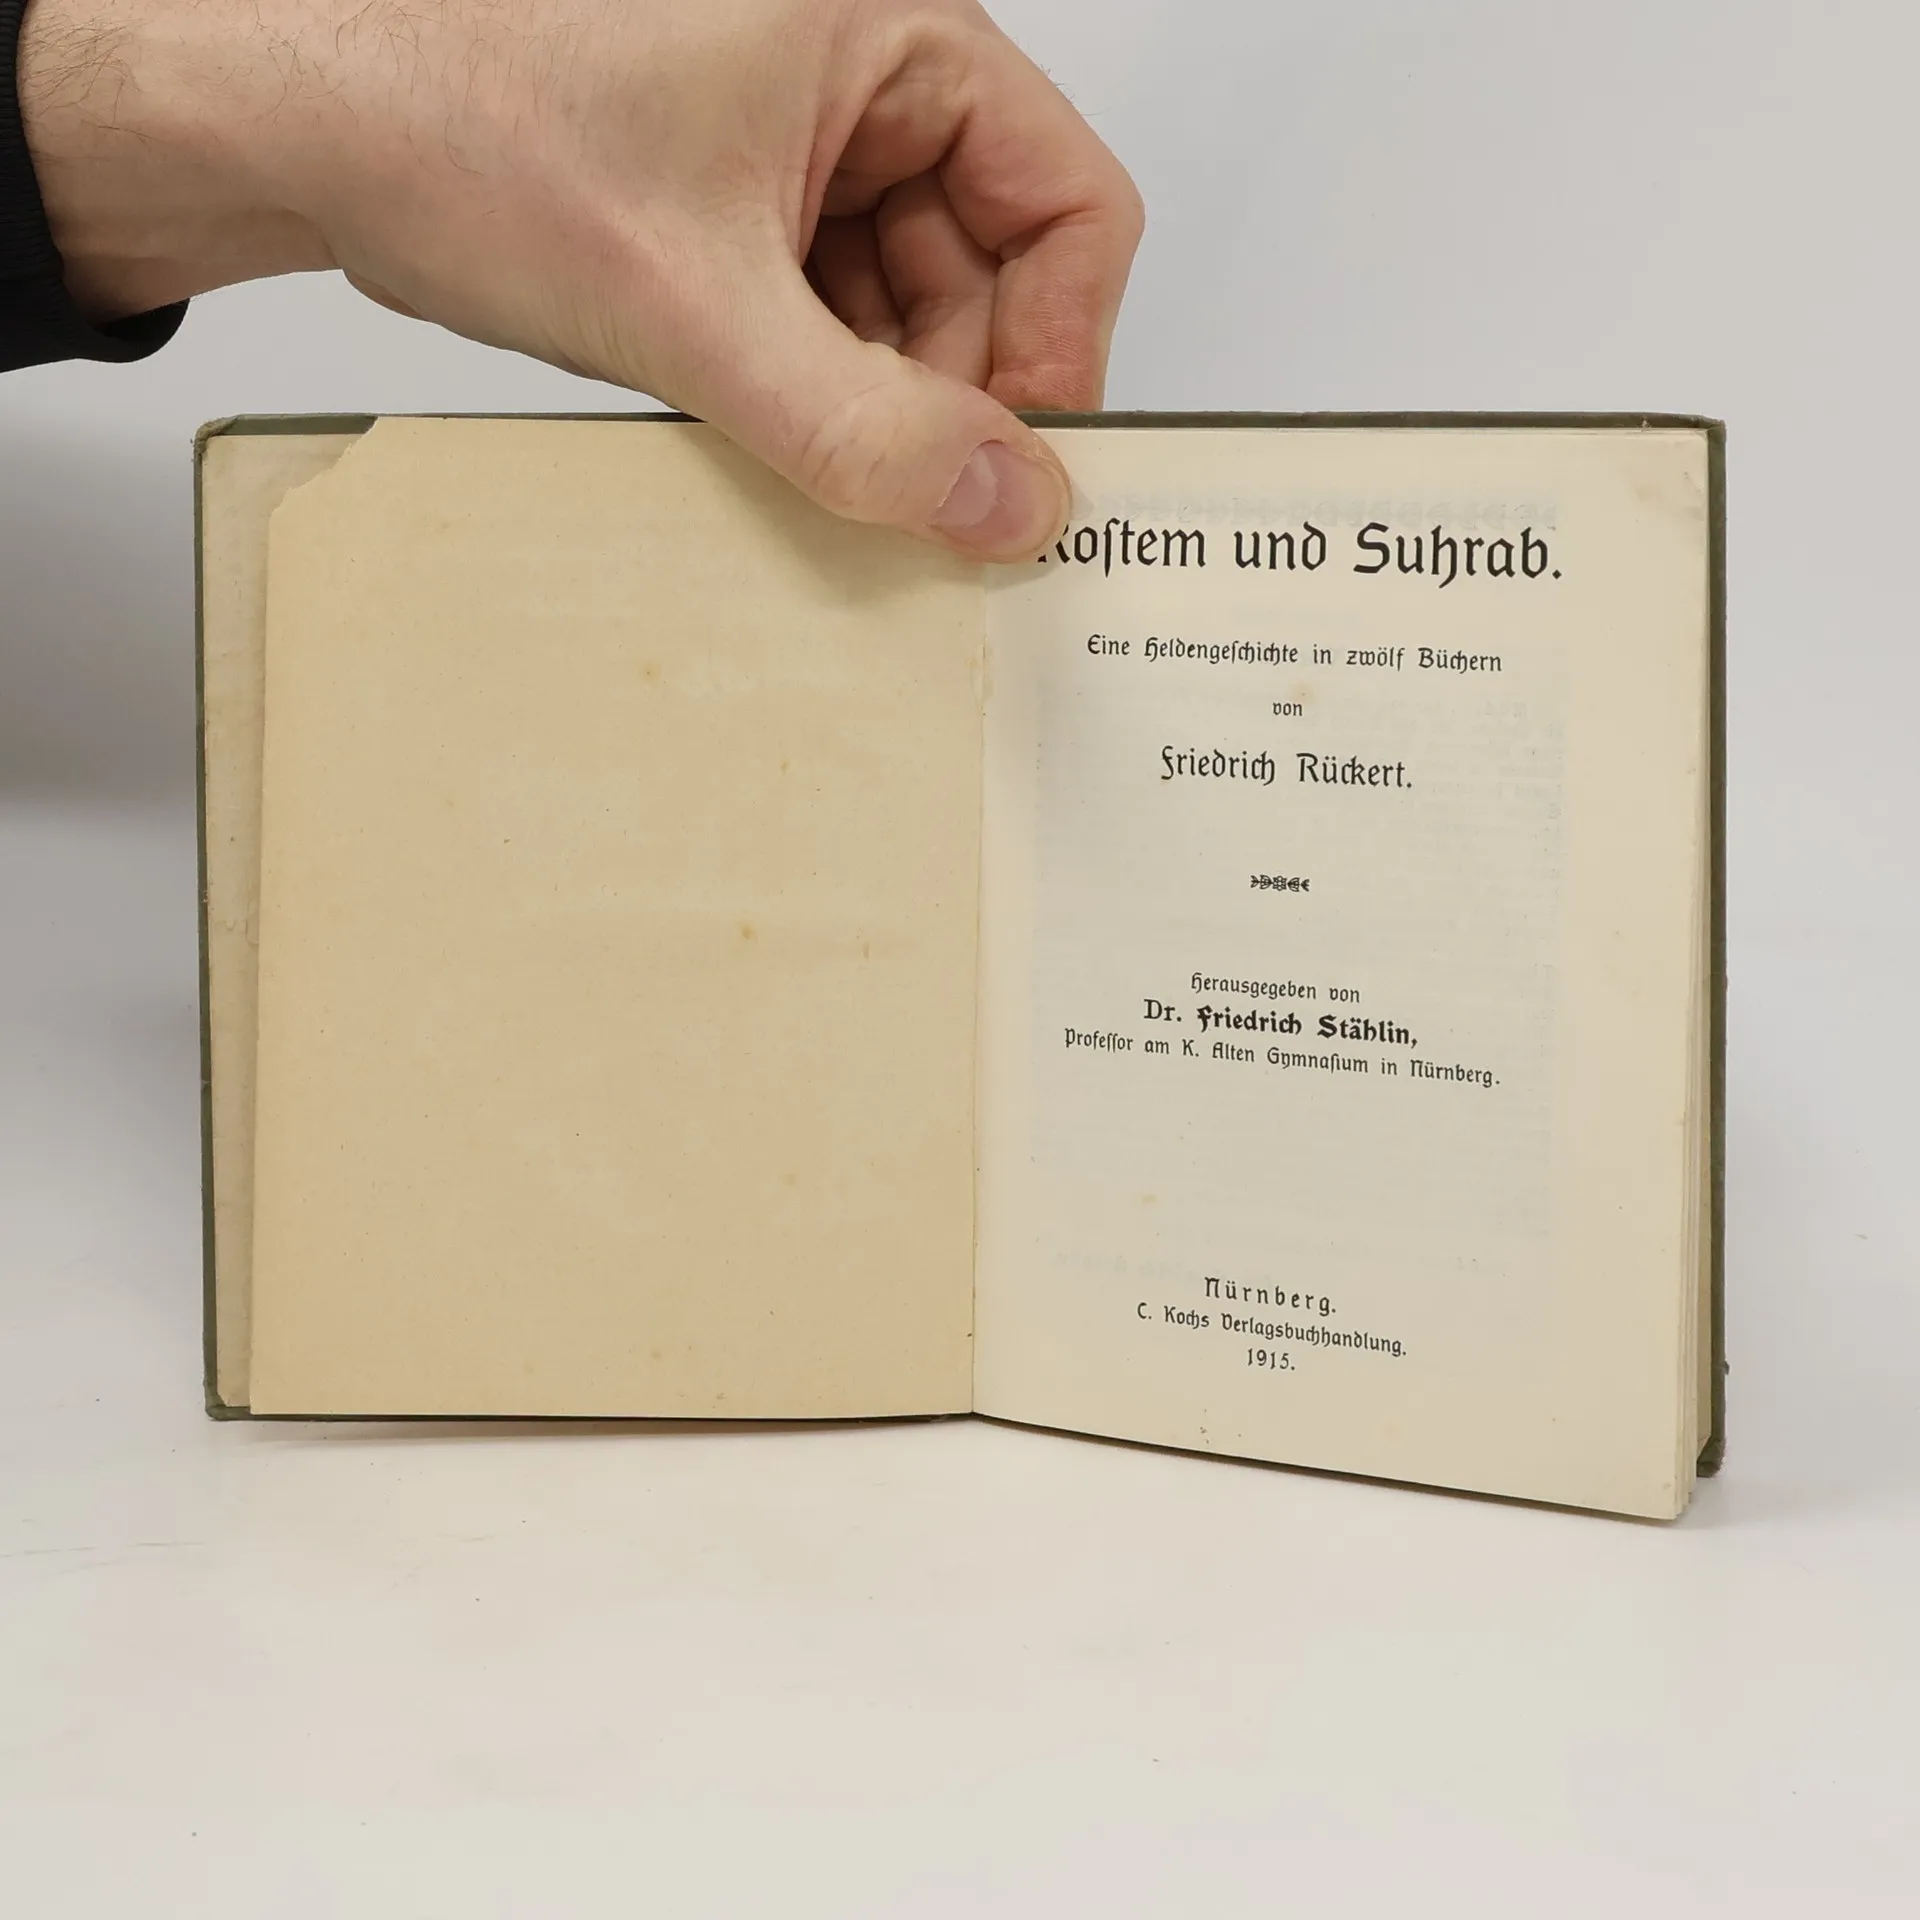 Roſtem und Suhrab.
Eine Heldengeſchichte in zwölf Büchern
von
Friedrich Rückert.
Herausgegeben von
Dr. Friedrich Stählin,
Profeſſor am K. Alten Gymnaſium in Nürnberg.
Nürnberg.
C. Kochs Verlagsbuchhandlung.
1915.